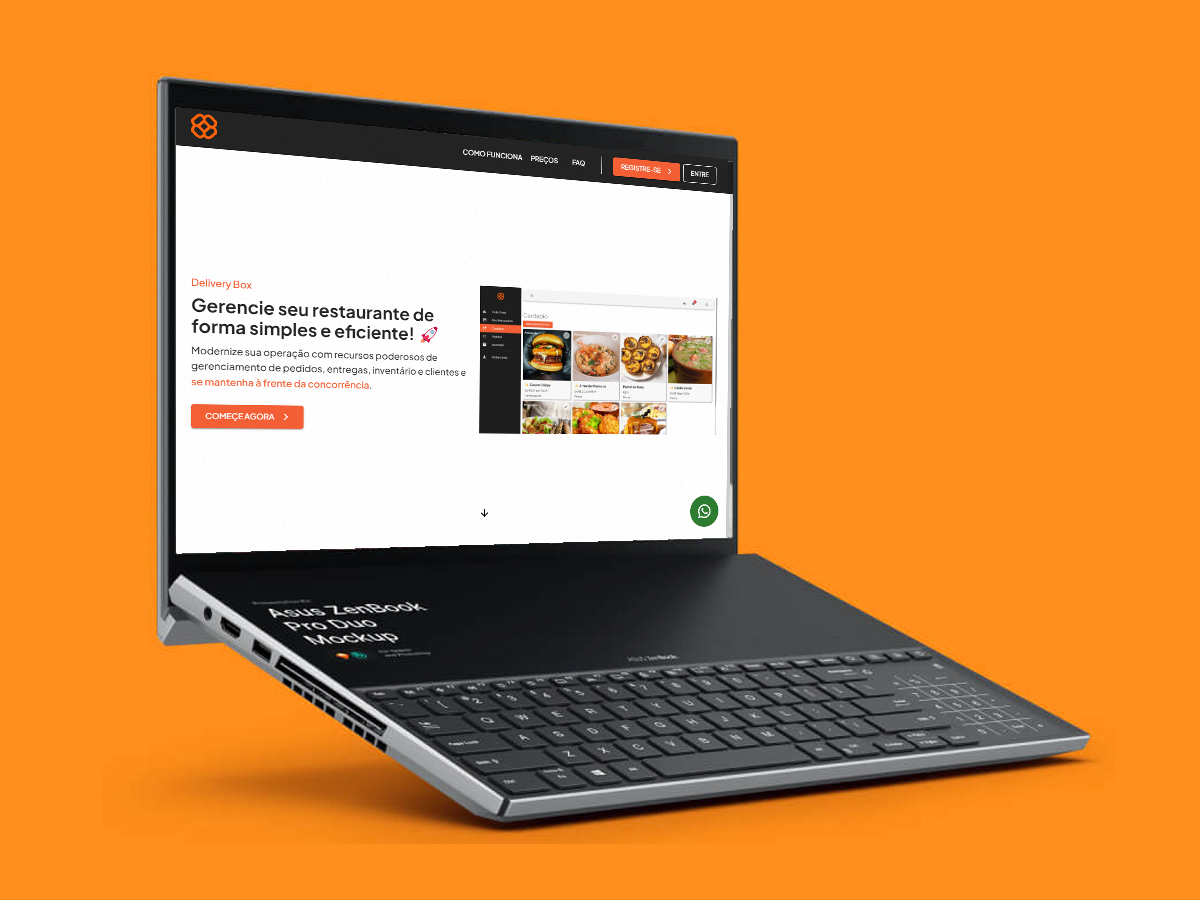 COMO FUNCIONA PREÇOS FAQ REGISTRE-SE ENTRE
Delivery Box
Gerencie seu restaurante de
forma simples e eficiente! 🚀
Modernize sua operação com recursos poderosos de
gerenciamento de pedidos, entregas, inventário e clientes e
se mantenha à frente da concorrência.
COMEÇE AGORA
Cardápio
Asus ZenBook
Pro Duo
Mockup
ASUS ZenBook
Q W E R T Y U I O P
A S D F G H J K L
Z X C V B N M